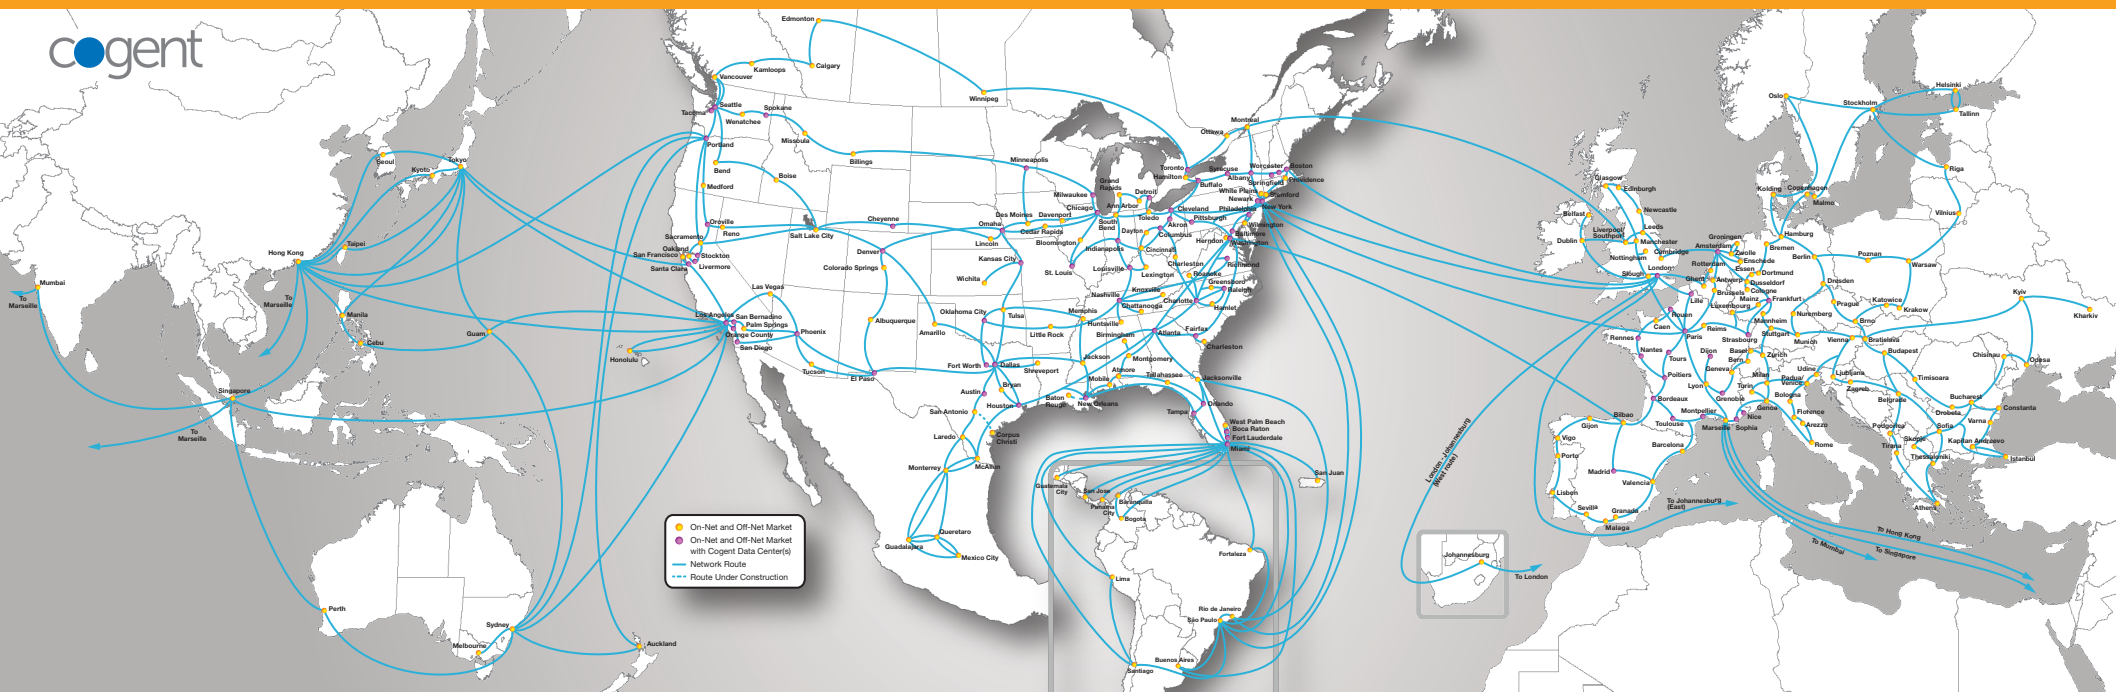 cogent
Edmonton
Calgary
Kamloops
Vancouver
Winnipeg
Seattle
Tacoma
Spokane
Wenatchee
Missoula
Billings
Portland
Bend
Boise
Medford
Oroville
Reno
Sacramento
Oakland
San Francisco
Stockton
Santa Clara
Livermore
Salt Lake City
Cheyenne
Denver
Colorado Springs
Las Vegas
Los Angeles
San Bernadino
Palm Springs
Orange County
San Diego
Phoenix
Tucson
Albuquerque
El Paso
Amarillo
Honolulu
Minneapolis
Milwaukee
Chicago
Grand
Rapids
Detroit
Ann Arbor
Toledo
South
Bend
Des Moines
Davenport
Cedar Rapids
Omaha
Lincoln
Bloomington
Kansas City
Wichita
St. Louis
Indianapolis
Dayton
Columbus
Cincinnati
Louisville
Lexington
Charleston
Roanoke
Cleveland
Akron
Pittsburgh
Philadelphia
Toronto
Hamilton
Buffalo
Syracuse
Albany
Ottawa
Montreal
Worcester
Boston
Springfield
Providence
White Plains
Stamford
Newark
New York
Wilmington
Baltimore
Washington
Herndon
Richmond
Greensboro
Raleigh
Hamlet
Charlotte
Knoxville
Nashville
Chattanooga
Huntsville
Memphis
Birmingham
Atlanta
Fairfax
Charleston
Oklahoma City
Tulsa
Little Rock
Fort Worth
Dallas
Shreveport
Jackson
Montgomery
Atmore
Mobile
Tallahassee
Jacksonville
Austin
Bryan
Houston
Baton
Rouge
New Orleans
San Antonio
Corpus
Christi
Laredo
McAllen
Monterrey
Queretaro
Guadalajara
Mexico City
Tampa
Orlando
West Palm Beach
Boca Raton
Fort Lauderdale
Miami
San Juan
Guatemala
City
San Jose
Panama
City
Baranquilla
Bogota
Fortaleza
Lima
Rio de Janeiro
São Paulo
Buenos Aires
Santiago
Seoul
Tokyo
Kyoto
Taipei
Hong Kong
Mumbai
To
Marseille
To
Marseille
To
Marseille
Manila
Cebu
Guam
Singapore
Perth
Sydney
Melbourne
Auckland
On-Net and Off-Net Market
On-Net and Off-Net Market
with Cogent Data Center(s)
Network Route
Route Under Construction
London - Johannesburg
(West route)
Johannesburg
To London
To Johannesburg
(East)
To Hong Kong
To Mumbai
To Singapore
Oslo
Stockholm
Helsinki
Tallinn
Riga
Vilnius
Kolding
Copenhagen
Malmo
Glasgow
Edinburgh
Newcastle
Belfast
Dublin
Leeds
Liverpool/
Southport
Manchester
Nottingham
Cambridge
London
Slough
Hamburg
Bremen
Berlin
Poznan
Warsaw
Groningen
Amsterdam
Zwolle
Enschede
Rotterdam
Essen
Dortmund
Ghent
Antwerp
Dusseldorf
Brussels
Cologne
Lille
Luxembourg
Mainz
Frankfurt
Dresden
Prague
Katowice
Krakow
Brno
Nuremberg
Mannheim
Stuttgart
Munich
Vienna
Bratislava
Budapest
Rouen
Caen
Paris
Reims
Strasbourg
Rennes
Nantes
Tours
Dijon
Basel
Bern
Zurich
Geneva
Poitiers
Lyon
Grenoble
Bordeaux
Toulouse
Montpellier
Marseille
Nice
Sophia
Turin
Milan
Padua/
Venice
Udine
Bologna
Genoa
Florence
Arezzo
Rome
Ljubljana
Zagreb
Belgrade
Timisoara
Bucharest
Drobeta
Constanta
Varna
Sofia
Podgorica
Skopje
Tirana
Kapitan Andreevo
Istanbul
Thessaloniki
Athens
Kyiv
Kharkiv
Chisinau
Odesa
Bilbao
Gijon
Vigo
Porto
Madrid
Barcelona
Valencia
Lisbon
Sevilla
Granada
Malaga